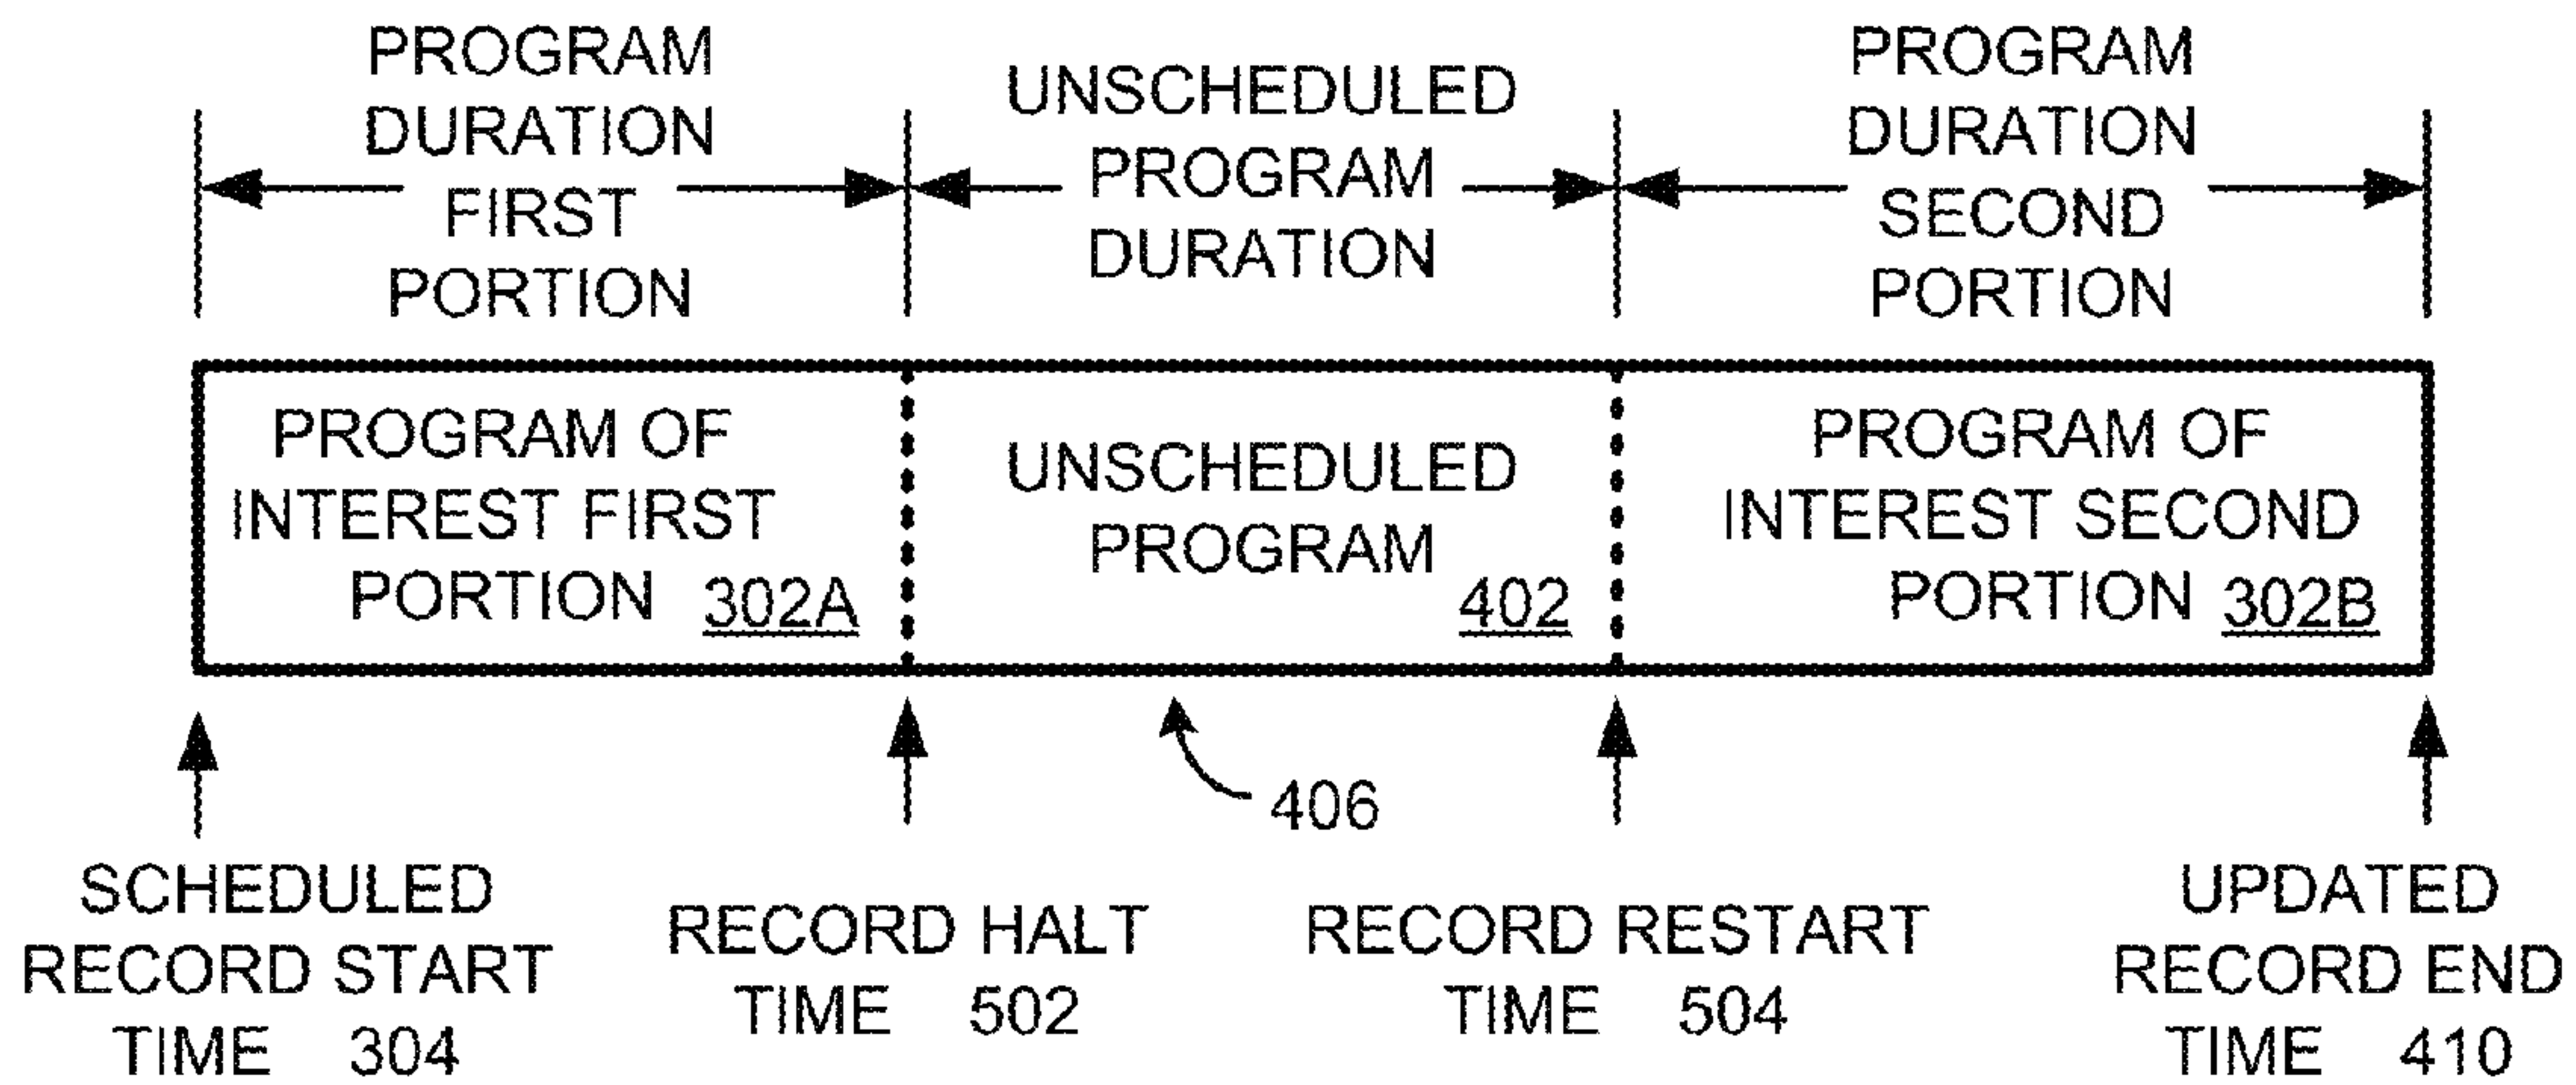 PROGRAM
DURATION
FIRST
PORTION
UNSCHEDULED
PROGRAM
DURATION
PROGRAM
DURATION
SECOND
PORTION
PROGRAM OF
INTEREST FIRST
PORTION 302A
UNSCHEDULED
PROGRAM
402
PROGRAM OF
INTEREST SECOND
PORTION 302B
406
SCHEDULED
RECORD START
TIME 304
RECORD HALT
TIME 502
RECORD RESTART
TIME 504
UPDATED
RECORD END
TIME 410